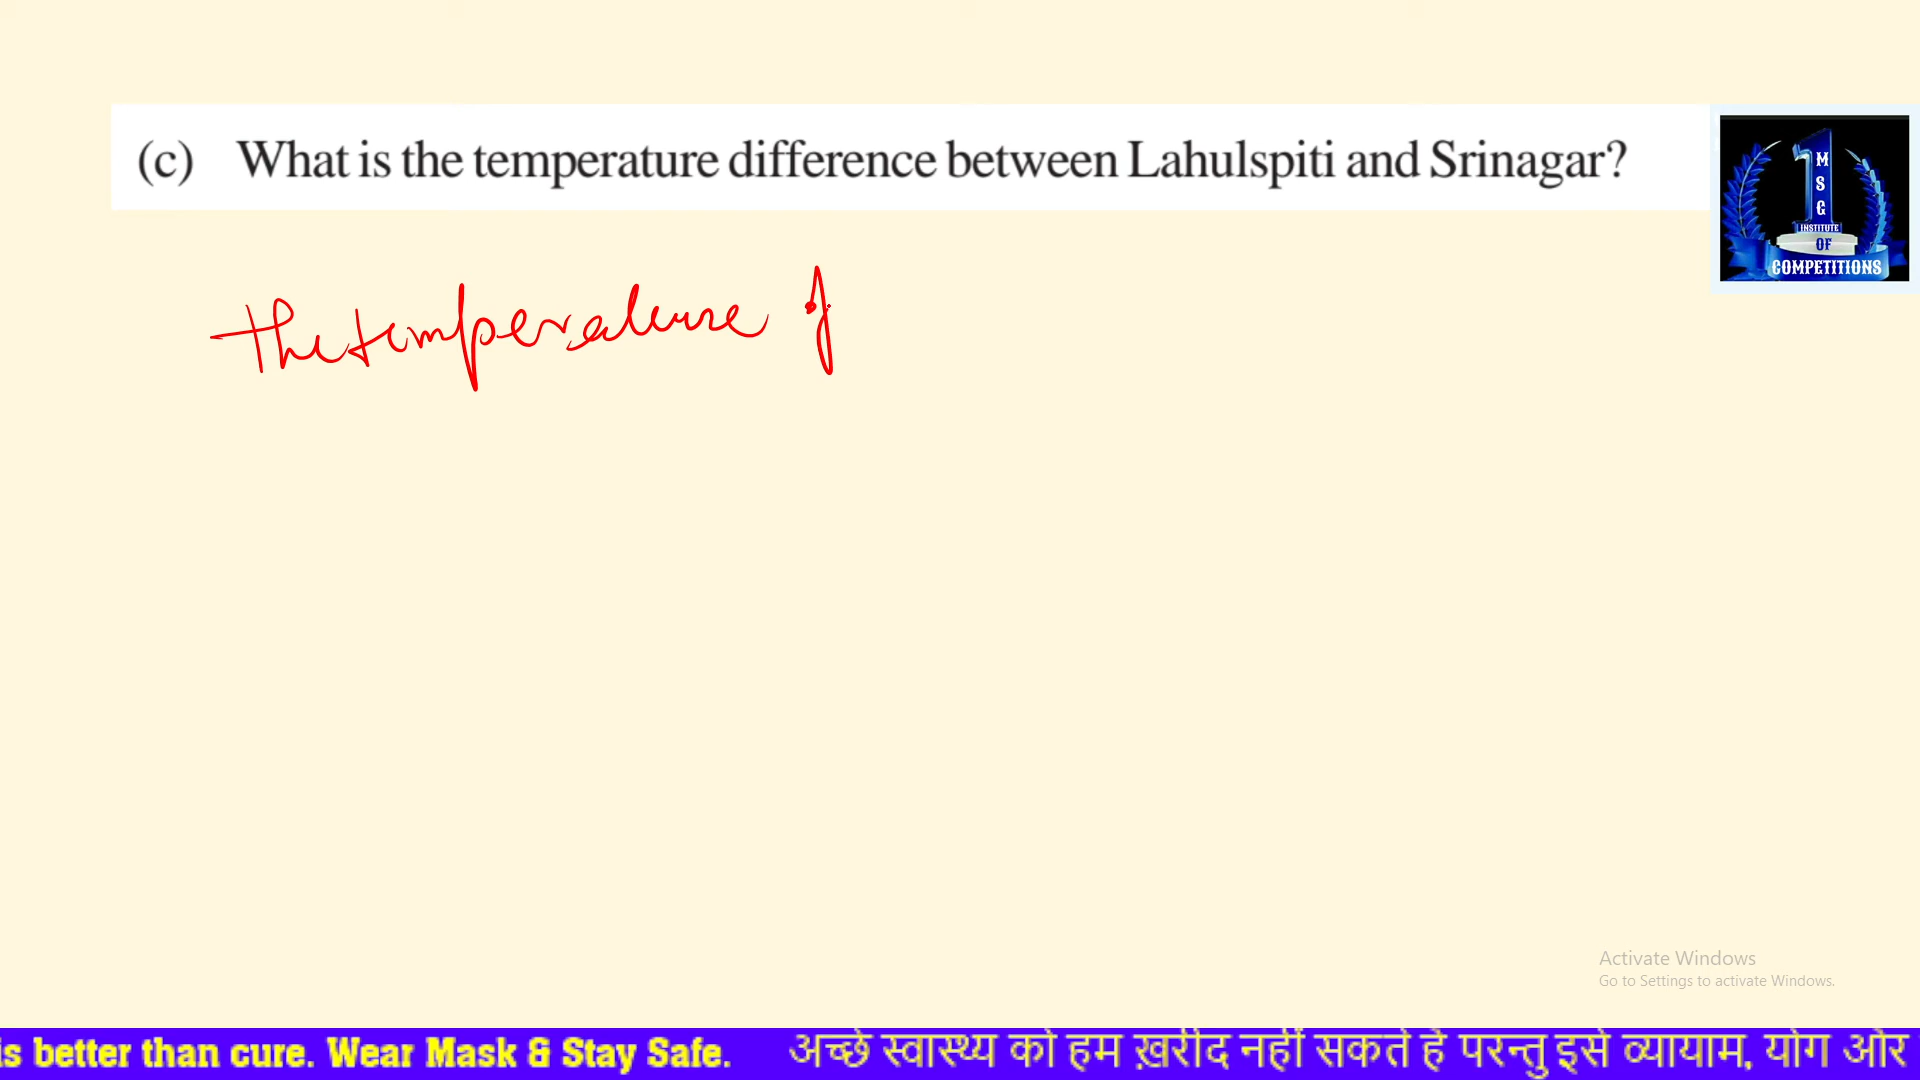 (c) What is the temperature difference between Lahulspiti and Srinagar?
1
M
S
G
INSTITUTE
OF
COMPETITIONS
the temperature of
Activate Windows
Go to Settings to activate Windows.
is better than cure. Wear Mask & Stay Safe. अच्छे स्वास्थ्य को हम ख़रीद नहीं सकते हे परन्तु इसे व्यायाम, योग और